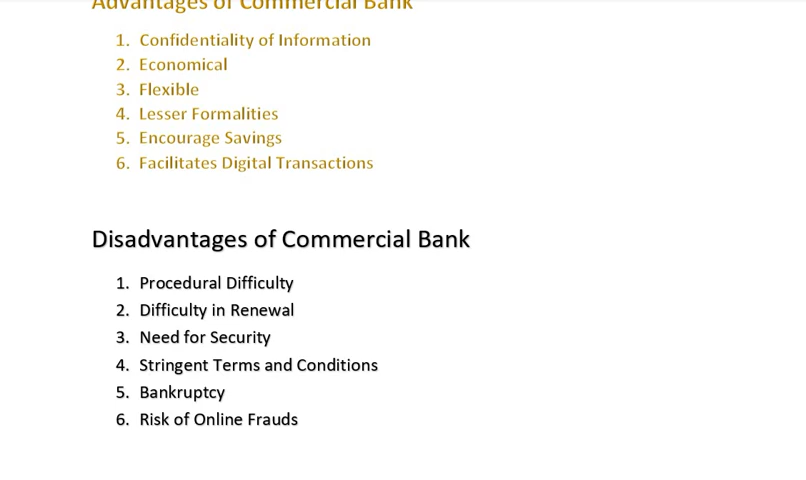 Advantages of Commercial Bank
1. Confidentiality of Information
2. Economical
3. Flexible
4. Lesser Formalities
5. Encourage Savings
6. Facilitates Digital Transactions
Disadvantages of Commercial Bank
1. Procedural Difficulty
2. Difficulty in Renewal
3. Need for Security
4. Stringent Terms and Conditions
5. Bankruptcy
6. Risk of Online Frauds